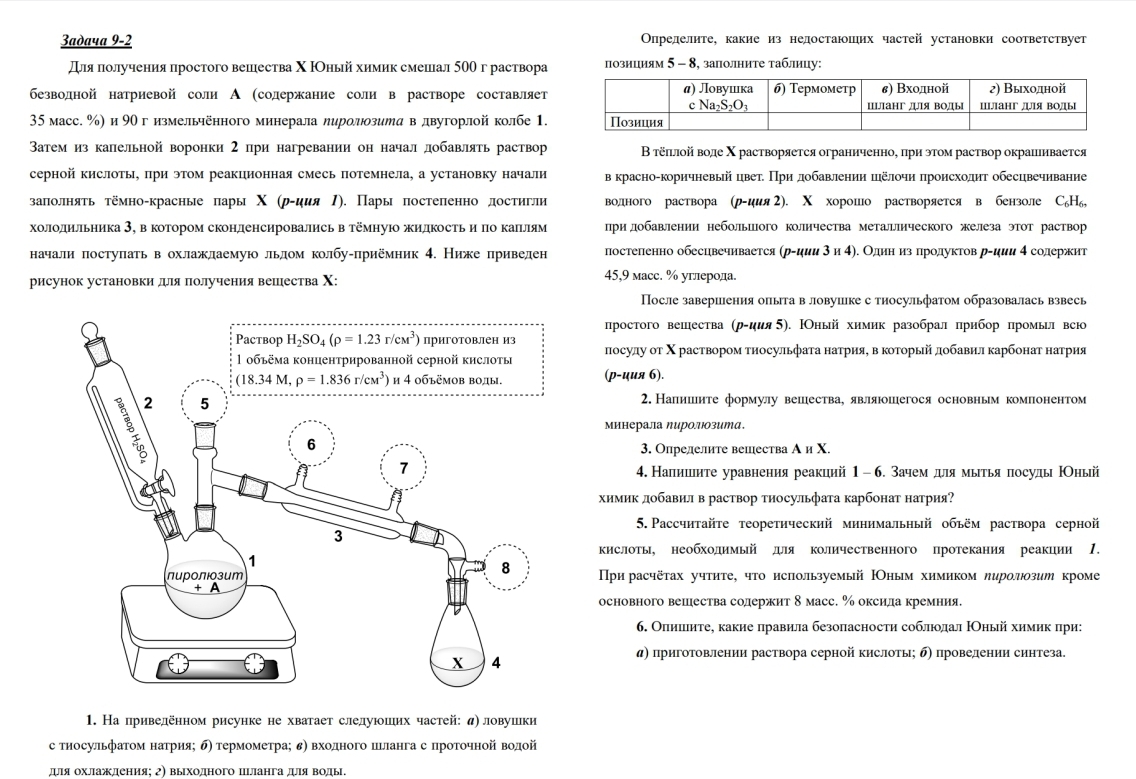 Задача 9-2
Для получения простого вещества X Юный химик смешал 500 г раствора
безводной натриевой соли А (содержание соли в растворе составляет
35 масс. %) и 90 г измельчённого минерала пиролюзита в двугорлой колбе 1.
Затем из капельной воронки 2 при нагревании он начал добавлять раствор
серной кислоты, при этом реакционная смесь потемнела, а установку начали
заполнять тёмно-красные пары X (р-ция 1). Пары постепенно достигли
холодильника 3, в котором сконденсировались в тёмную жидкость и по каплям
начали поступать в охлаждаемую льдом колбу-приёмник 4. Ниже приведен
рисунок установки для получения вещества X:
Раствор H₂SO₄ (ρ = 1.23 г/см³) приготовлен из
1 объёма концентрированной серной кислоты
(18.34 М, ρ = 1.836 г/см³) и 4 объёмов воды.
раствор H₂SO₄
2
5
6
7
3
1
пиролюзит
+ А
8
X
4
1. На приведённом рисунке не хватает следующих частей: а) ловушки
с тиосульфатом натрия; б) термометра; в) входного шланга с проточной водой
для охлаждения; г) выходного шланга для воды.
Определите, какие из недостающих частей установки соответствует
позициям 5 – 8, заполните таблицу:
а) Ловушка б) Термометр в) Входной г) Выходной
с Na₂S₂O₃ шланг для воды шланг для воды
Позиция
В тёплой воде X растворяется ограниченно, при этом раствор окрашивается
в красно-коричневый цвет. При добавлении щёлочи происходит обесцвечивание
водного раствора (р-ция 2). X хорошо растворяется в бензоле C₆H₆,
при добавлении небольшого количества металлического железа этот раствор
постепенно обесцвечивается (р-ции 3 и 4). Один из продуктов р-ции 4 содержит
45,9 масс. % углерода.
После завершения опыта в ловушке с тиосульфатом образовалась взвесь
простого вещества (р-ция 5). Юный химик разобрал прибор промыл всю
посуду от X раствором тиосульфата натрия, в который добавил карбонат натрия
(р-ция 6).
2. Напишите формулу вещества, являющегося основным компонентом
минерала пиролюзита.
3. Определите вещества А и X.
4. Напишите уравнения реакций 1 – 6. Зачем для мытья посуды Юный
химик добавил в раствор тиосульфата карбонат натрия?
5. Рассчитайте теоретический минимальный объём раствора серной
кислоты, необходимый для количественного протекания реакции 1.
При расчётах учтите, что используемый Юным химиком пиролюзит кроме
основного вещества содержит 8 масс. % оксида кремния.
6. Опишите, какие правила безопасности соблюдал Юный химик при:
а) приготовлении раствора серной кислоты; б) проведении синтеза.